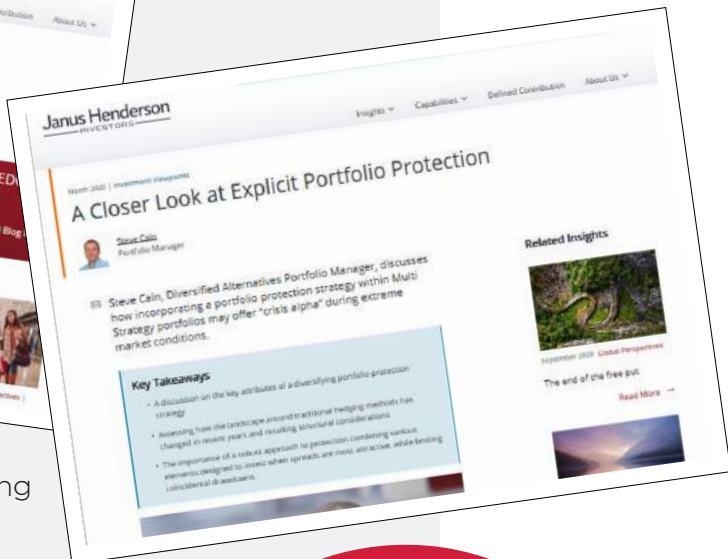 tribution About Us
Janus Henderson
INVESTORS
Insights Capabilities Defined Contribution About Us
March 2020 | Investment Viewpoints
A Closer Look at Explicit Portfolio Protection
Steve Cain
Portfolio Manager
Steve Cain, Diversified Alternatives Portfolio Manager, discusses
how incorporating a portfolio protection strategy within Multi
Strategy portfolios may offer "crisis alpha" during extreme
market conditions.
Key Takeaways
• A discussion on the key attributes of a diversifying portfolio protection
strategy
• Assessing how the landscape around traditional hedging methods has
changed in recent years and resulting structural considerations
• The importance of a robust approach to protection combining various
elements designed to invest when spreads are most attractive, while limiting
coincidental drawdowns.
Related Insights
September 2020 Global Perspectives
The end of the free put
Read More →
ED
Blog
ectives |
ng